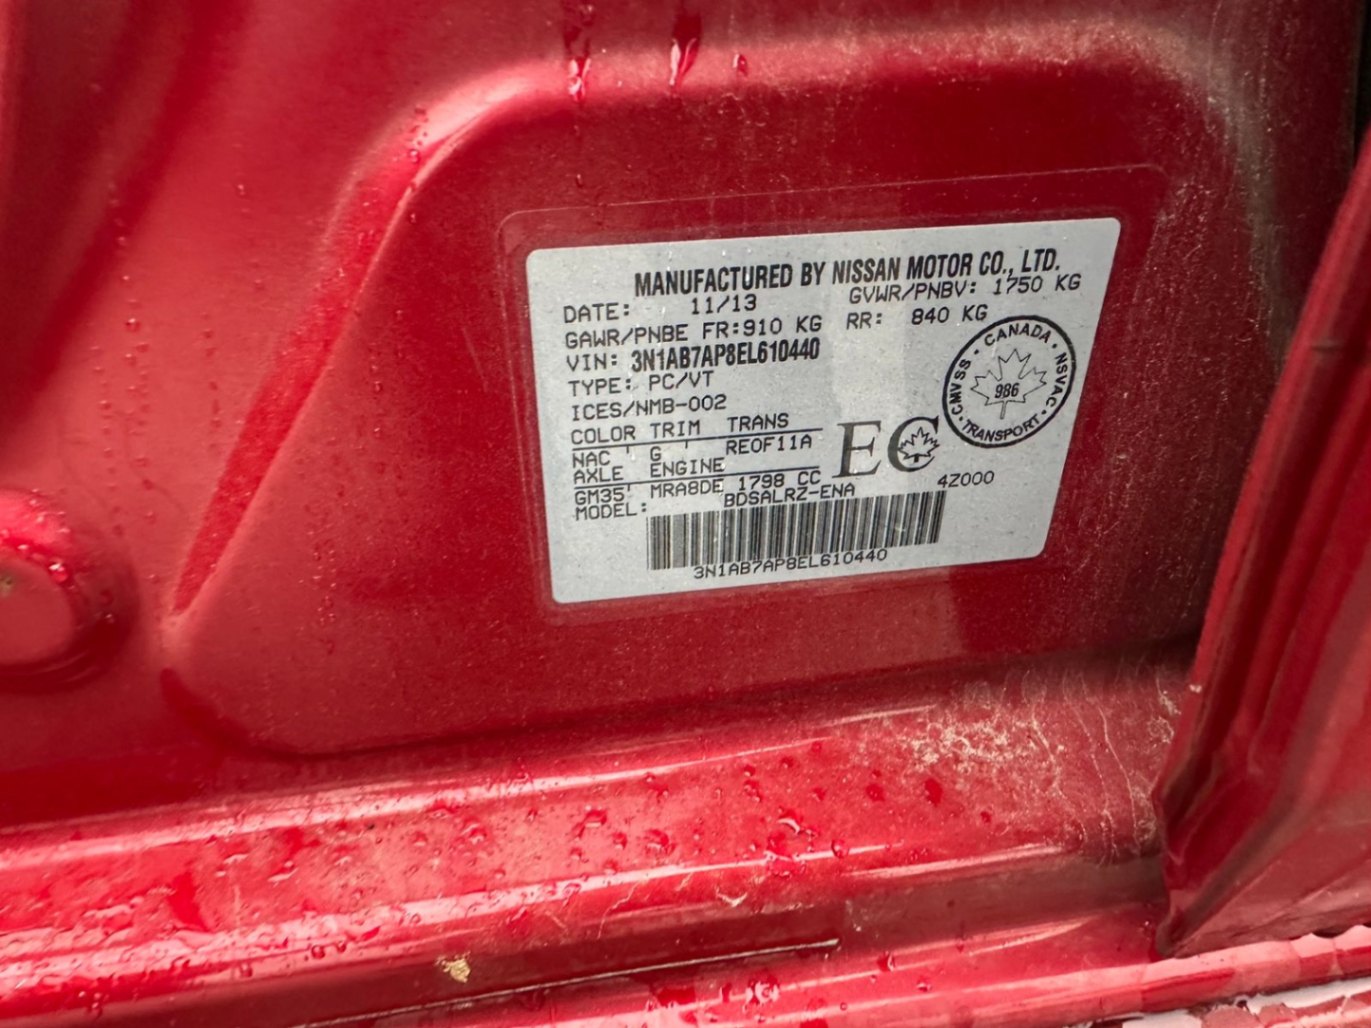 MANUFACTURED BY NISSAN MOTOR CO., LTD.
DATE: 11/13 GVWR/PNBV: 1750 KG
GAWR/PNBE FR:910 KG RR: 840 KG
VIN: 3N1AB7AP8EL610440
TYPE: PC/VT
ICES/NMB-002
COLOR TRIM TRANS
NAC ' G ' REOF11A
AXLE ENGINE
GM35' MRA8DE 1798 CC
MODEL: BDSALRZ-ENA 4Z000
3N1AB7AP8EL610440
EC
CANADA · NSVAC · TRANSPORT · CMVSS ·
986